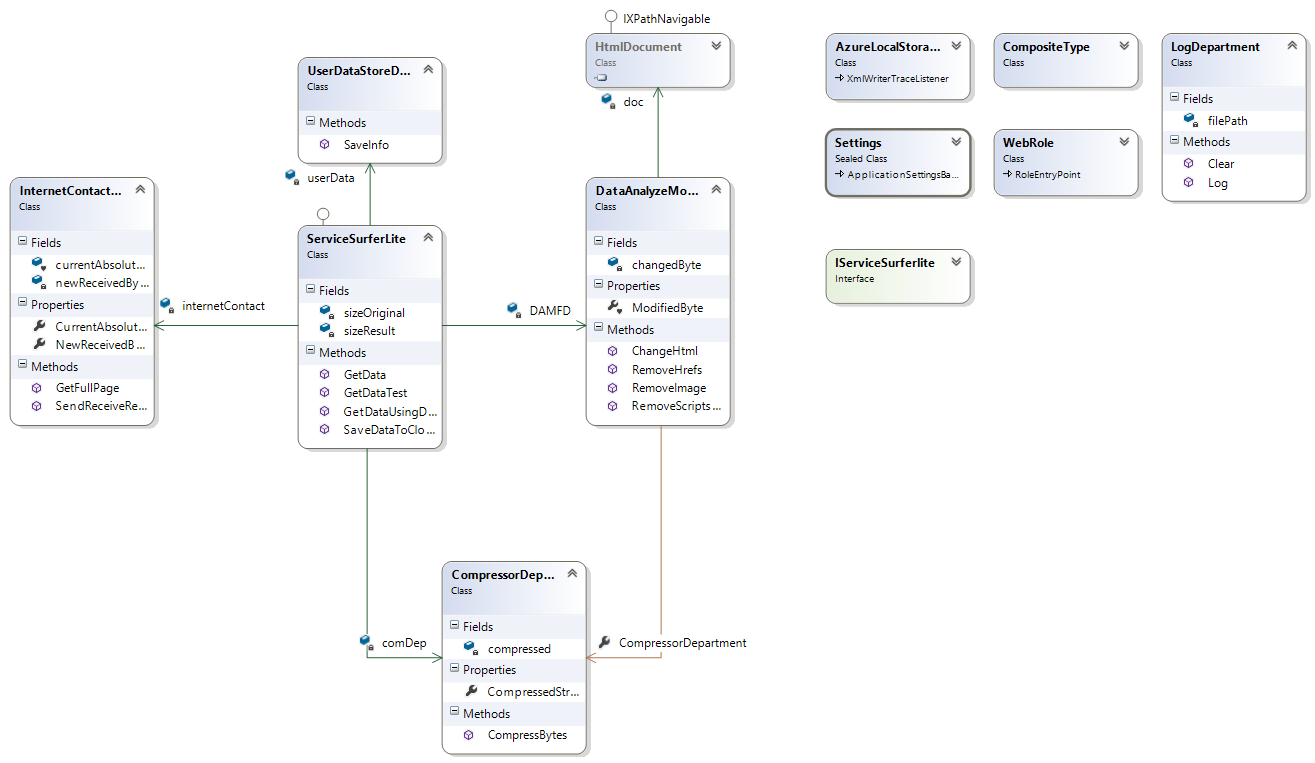 IXPathNavigable
HtmlDocument
Class
doc
UserDataStoreD...
Class
Methods
SaveInfo
userData
InternetContact...
Class
Fields
currentAbsolut...
newReceivedBy...
Properties
CurrentAbsolut...
NewReceivedB...
Methods
GetFullPage
SendReceiveRe...
internetContact
ServiceSurferLite
Class
Fields
sizeOriginal
sizeResult
Methods
GetData
GetDataTest
GetDataUsingD...
SaveDataToClo...
DAMFD
DataAnalyzeMo...
Class
Fields
changedByte
Properties
ModifiedByte
Methods
ChangeHtml
RemoveHrefs
RemoveImage
RemoveScripts...
comDep
CompressorDepartment
CompressorDep...
Class
Fields
compressed
Properties
CompressedStr...
Methods
CompressBytes
AzureLocalStora...
Class
XmlWriterTraceListener
CompositeType
Class
LogDepartment
Class
Fields
filePath
Methods
Clear
Log
Settings
Sealed Class
ApplicationSettingsBa...
WebRole
Class
RoleEntryPoint
IServiceSurferlite
Interface